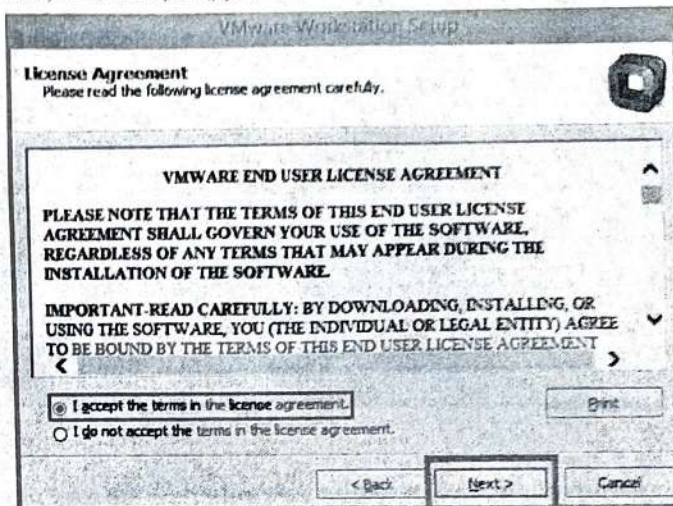 VMware Workstation Setup
License Agreement
Please read the following license agreement carefully.
VMWARE END USER LICENSE AGREEMENT
PLEASE NOTE THAT THE TERMS OF THIS END USER LICENSE
AGREEMENT SHALL GOVERN YOUR USE OF THE SOFTWARE,
REGARDLESS OF ANY TERMS THAT MAY APPEAR DURING THE
INSTALLATION OF THE SOFTWARE.
IMPORTANT-READ CAREFULLY: BY DOWNLOADING, INSTALLING, OR
USING THE SOFTWARE, YOU (THE INDIVIDUAL OR LEGAL ENTITY) AGREE
TO BE BOUND BY THE TERMS OF THIS END USER LICENSE AGREEMENT
I accept the terms in the license agreement.
Print
I do not accept the terms in the license agreement.
< Back Next > Cancel